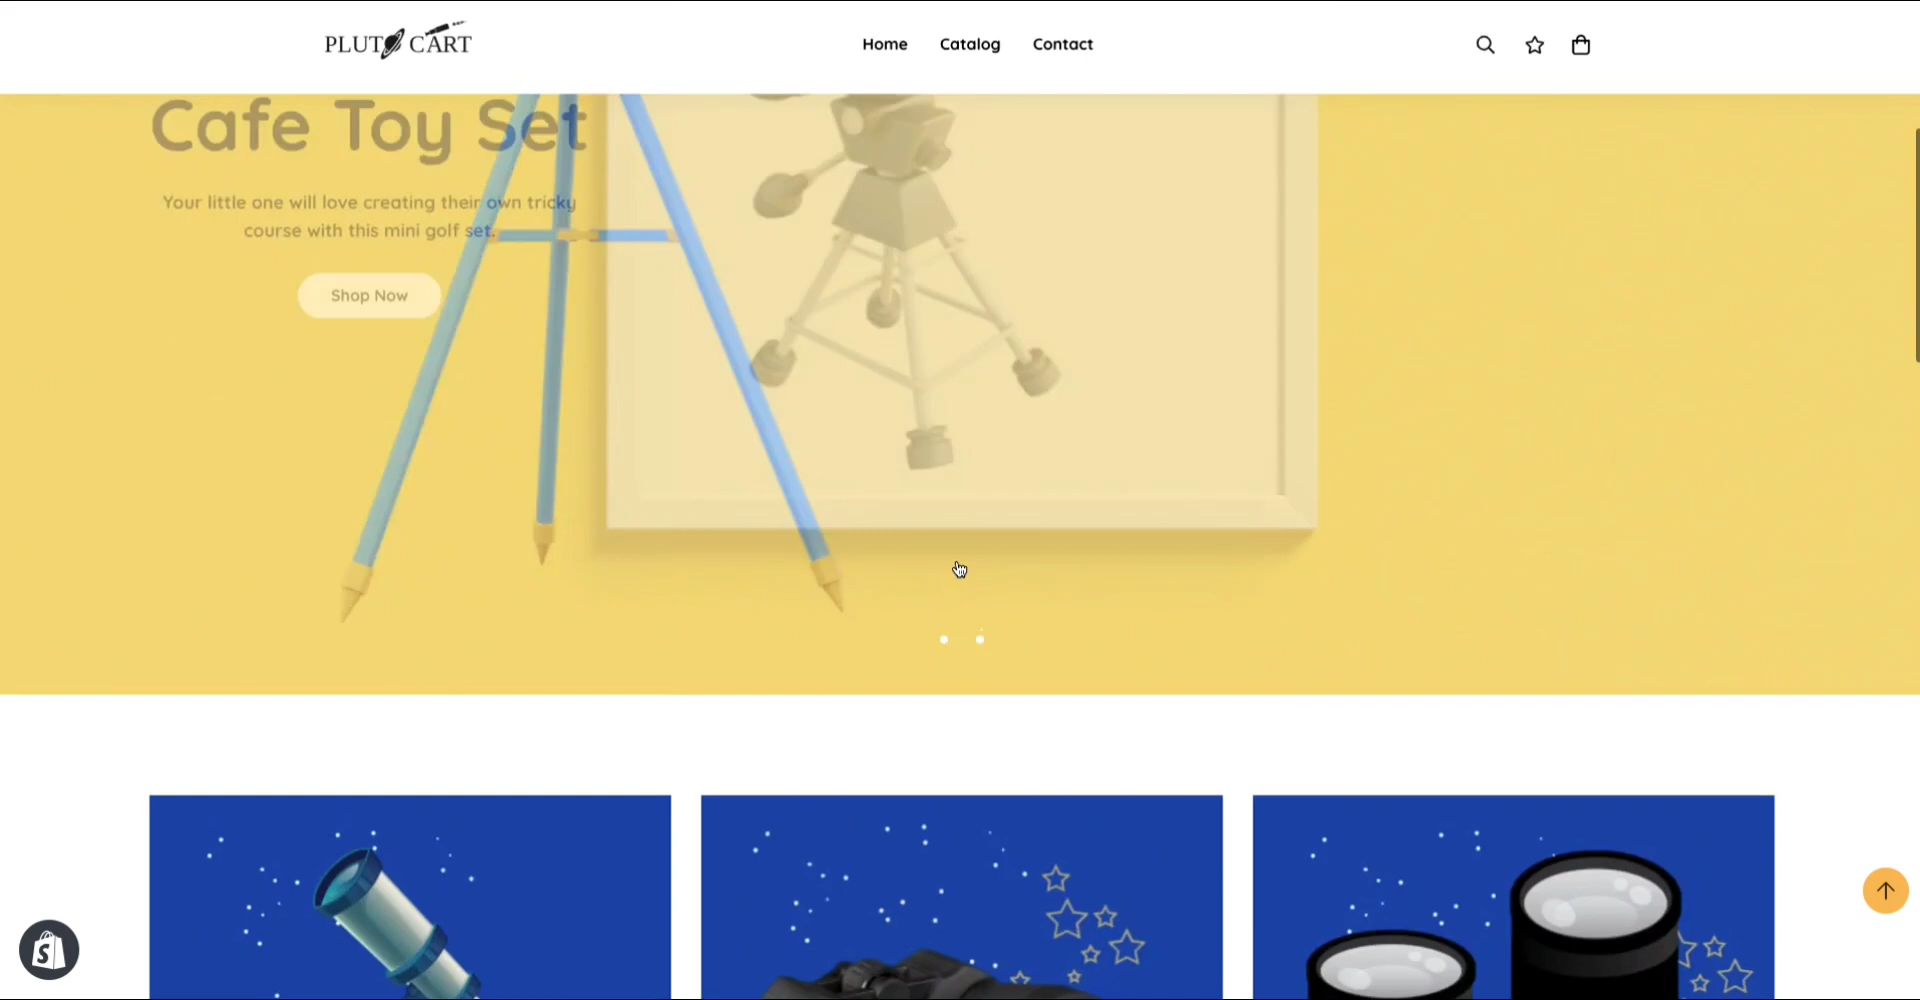 PLUTO CART
Home
Catalog
Contact
Cafe Toy Set
Your little one will love creating their own tricky
course with this mini golf set.
Shop Now